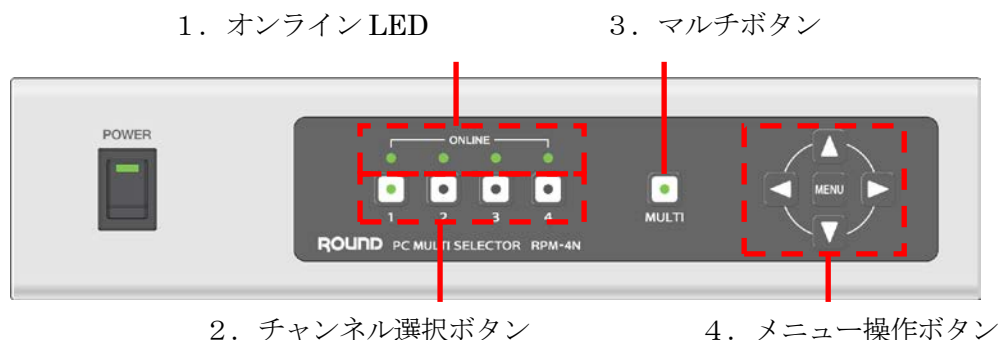 １．オンライン LED
３．マルチボタン
POWER
ONLINE
1 2 3 4
MULTI
MENU
ROUND PC MULTI SELECTOR RPM-4N
２．チャンネル選択ボタン
４．メニュー操作ボタン